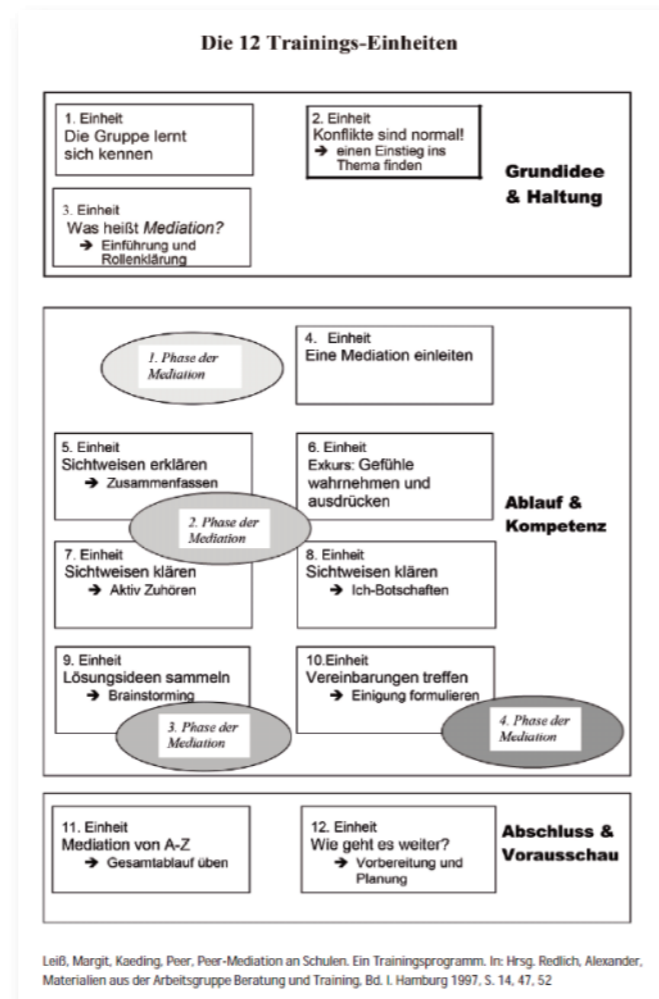 Die 12 Trainings-Einheiten
1. Einheit
Die Gruppe lernt
sich kennen
2. Einheit
Konflikte sind normal!
➔ einen Einstieg ins
Thema finden
Grundidee
& Haltung
3. Einheit
Was heißt Mediation?
➔ Einführung und
Rollenklärung
1. Phase der
Mediation
4. Einheit
Eine Mediation einleiten
5. Einheit
Sichtweisen erklären
➔ Zusammenfassen
6. Einheit
Exkurs: Gefühle
wahrnehmen und
ausdrücken
Ablauf &
Kompetenz
2. Phase der
Mediation
7. Einheit
Sichtweisen klären
➔ Aktiv Zuhören
8. Einheit
Sichtweisen klären
➔ Ich-Botschaften
9. Einheit
Lösungsideen sammeln
➔ Brainstorming
10.Einheit
Vereinbarungen treffen
➔ Einigung formulieren
3. Phase der
Mediation
4. Phase der
Mediation
11. Einheit
Mediation von A-Z
➔ Gesamtablauf üben
12. Einheit
Wie geht es weiter?
➔ Vorbereitung und
Planung
Abschluss &
Vorausschau
Leiß, Margit, Kaeding, Peer, Peer-Mediation an Schulen. Ein Trainingsprogramm. In: Hrsg. Redlich, Alexander,
Materialien aus der Arbeitsgruppe Beratung und Training, Bd. I. Hamburg 1997, S. 14, 47, 52